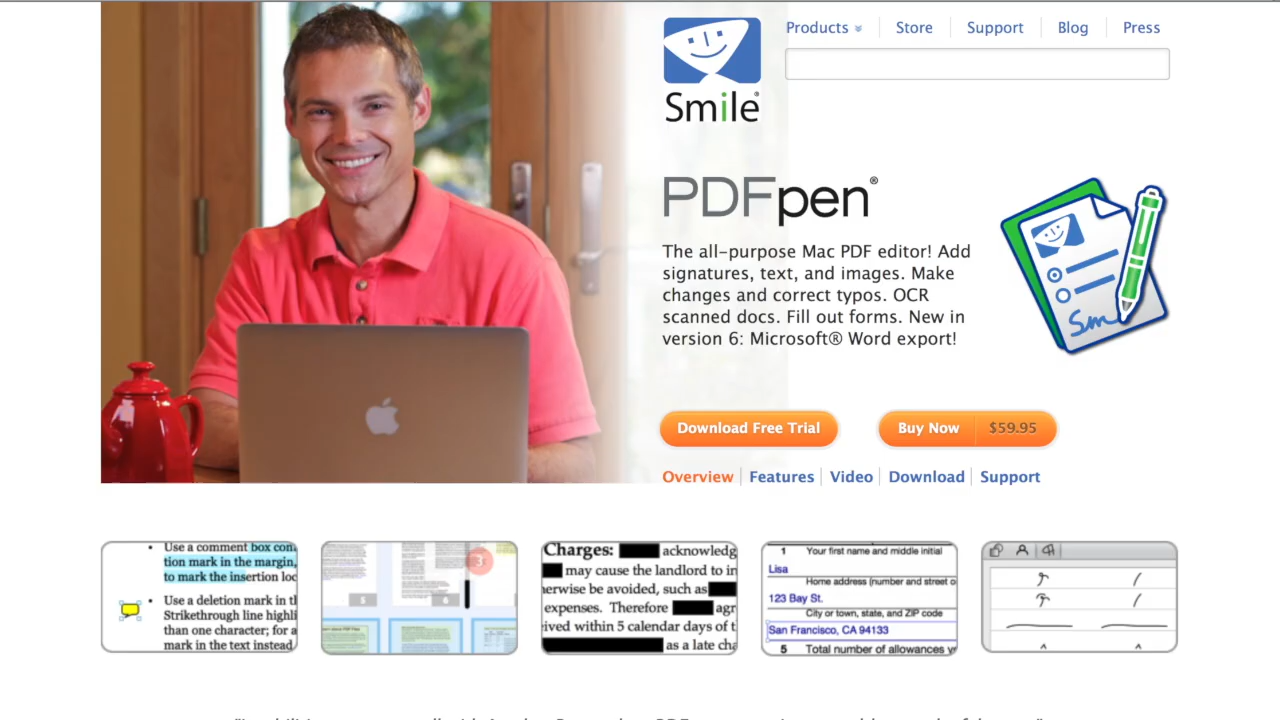 Products Store Support Blog Press
Smile®
PDFpen®
The all-purpose Mac PDF editor! Add
signatures, text, and images. Make
changes and correct typos. OCR
scanned docs. Fill out forms. New in
version 6: Microsoft® Word export!
Sm
Download Free Trial
Buy Now $59.95
Overview Features Video Download Support
• Use a comment box
tion mark in the margin,
to mark the insertion
• Use a deletion mark in
Strikethrough line
than one character; for a
mark in the text instead
3
5 6
Charges: acknowledg
may cause the landlord to in
erwise be avoided, such as
expenses. Therefore agr
ived within 5 calendar days of t
as a late cha
1 Your first name and middle initial
Lisa
Home address (number and street o
123 Bay St.
City or town, state, and ZIP code
San Francisco, CA 94133
5 Total number of allowances y